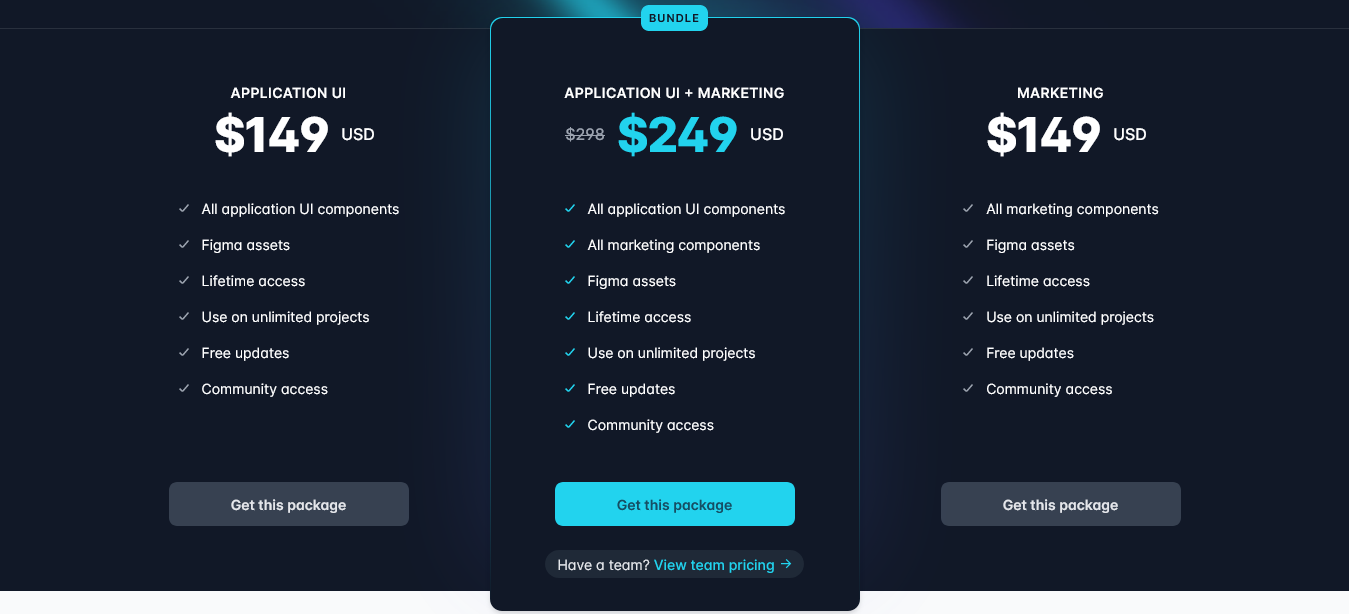 BUNDLE
APPLICATION UI
$149 USD
All application UI components
Figma assets
Lifetime access
Use on unlimited projects
Free updates
Community access
Get this package
APPLICATION UI + MARKETING
$298 $249 USD
All application UI components
All marketing components
Figma assets
Lifetime access
Use on unlimited projects
Free updates
Community access
Get this package
Have a team? View team pricing →
MARKETING
$149 USD
All marketing components
Figma assets
Lifetime access
Use on unlimited projects
Free updates
Community access
Get this package